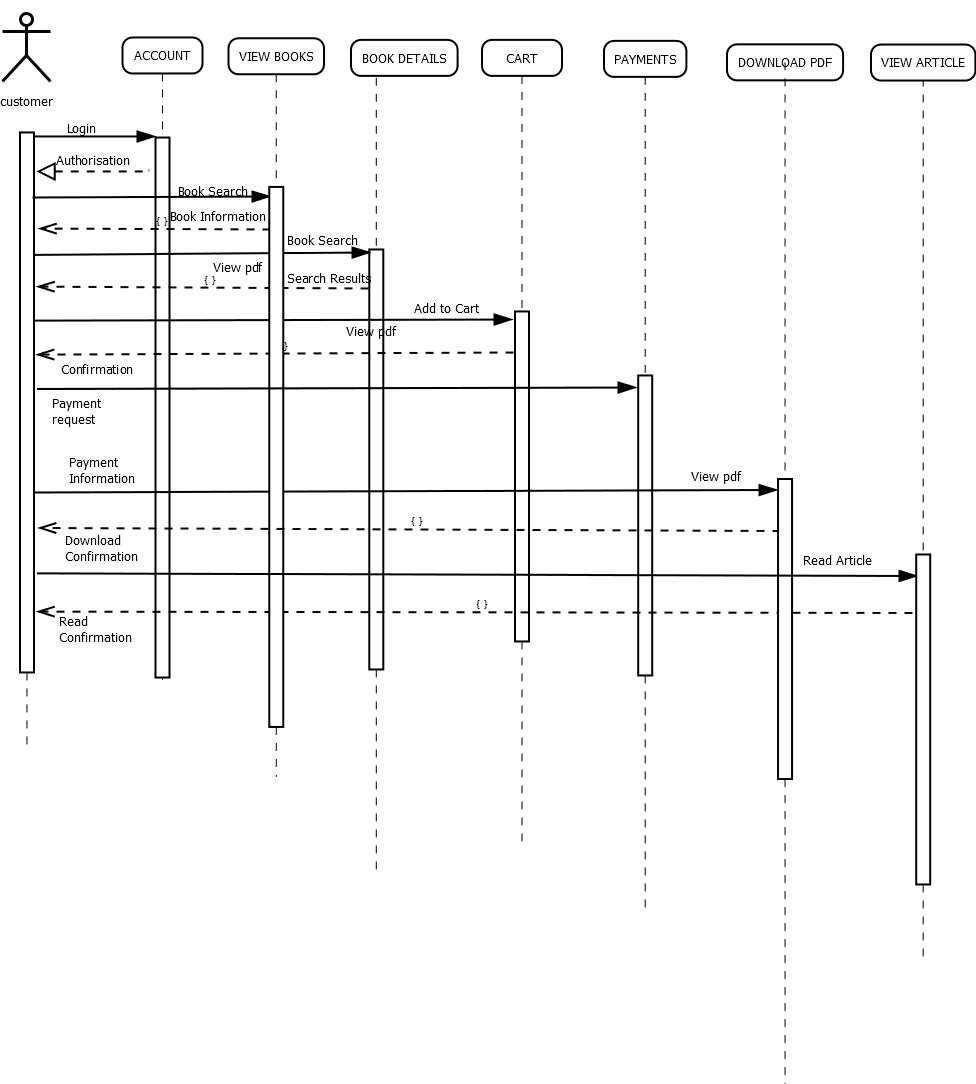 customer
ACCOUNT
VIEW BOOKS
BOOK DETAILS
CART
PAYMENTS
DOWNLOAD PDF
VIEW ARTICLE
Login
Authorisation
Book Search
{ }
Book Information
Book Search
View pdf
{ }
Search Results
Add to Cart
View pdf
}
Confirmation
Payment
request
Payment
Information
View pdf
{ }
Download
Confirmation
Read Article
{ }
Read
Confirmation